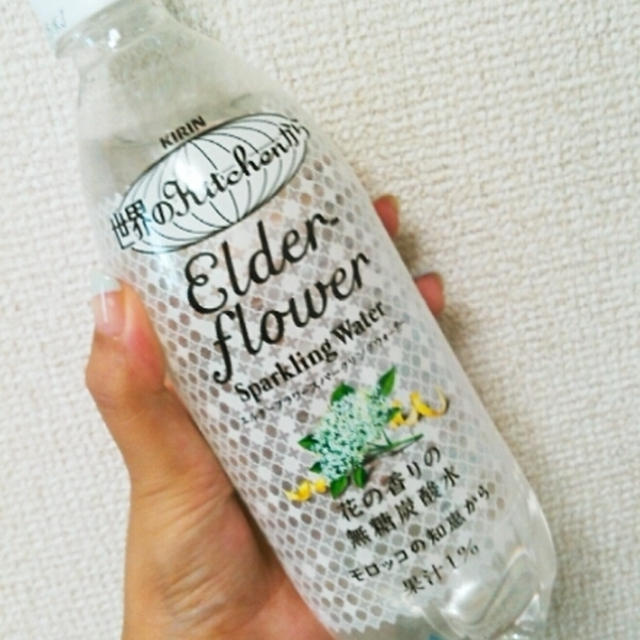 KIRIN
世界のKitchenから
Elder-
flower
Sparkling Water
エルダーフラワースパークリングウォーター
花の香りの
無糖炭酸水
モロッコの知恵から
果汁1%